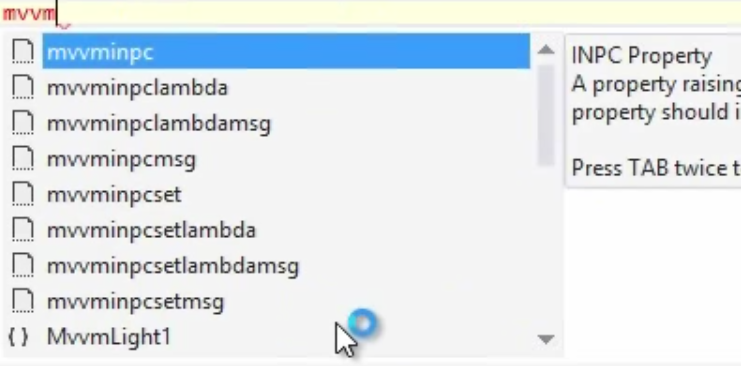 mvvm
mvvminpc
mvvminpclambda
mvvminpclambdamsg
mvvminpcmsg
mvvminpcset
mvvminpcsetlambda
mvvminpcsetlambdamsg
mvvminpcsetmsg
{ } MvvmLight1
INPC Property
A property raising
property should
Press TAB twice